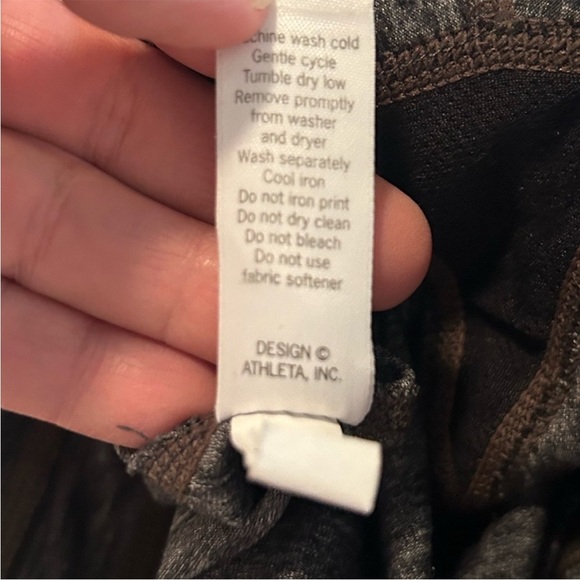 chine wash cold
Gentle cycle
Tumble dry low
Remove promptly
from washer
and dryer
Wash separately
Cool iron
Do not iron print
Do not dry clean
Do not bleach
Do not use
fabric softener
DESIGN ©
ATHLETA, INC.